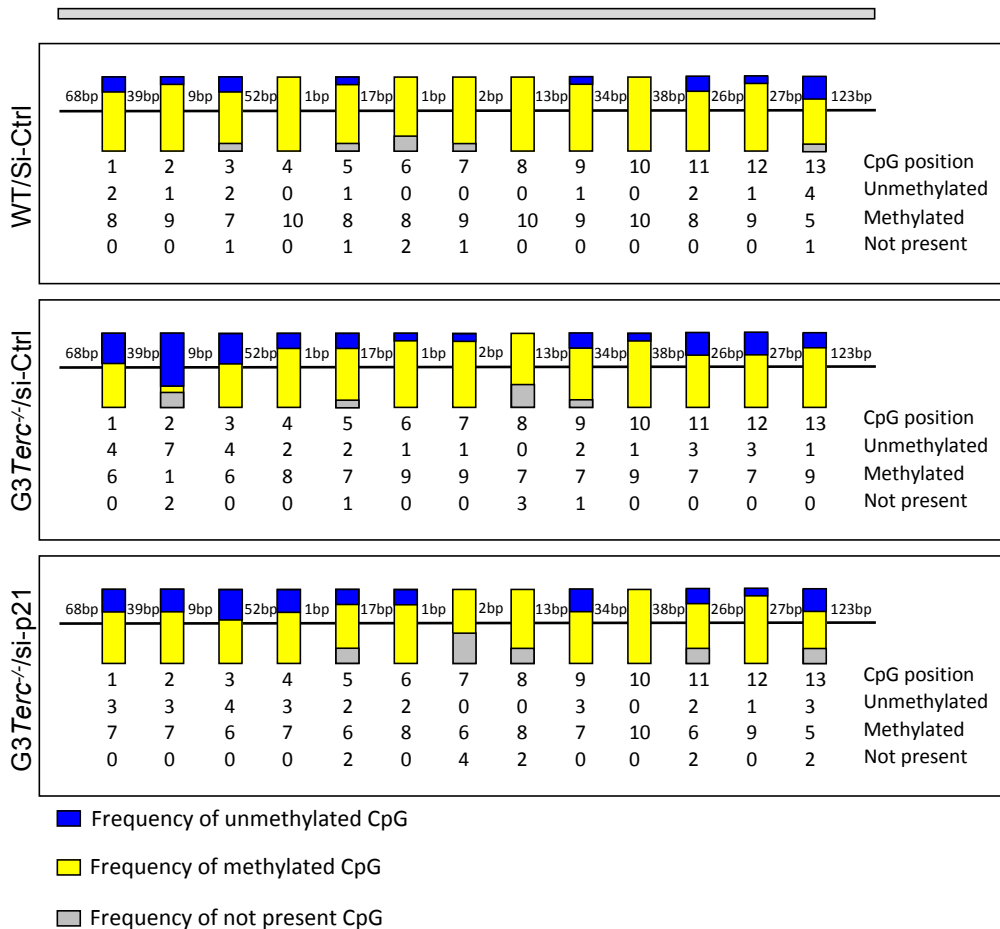 WT/Si-Ctrl
68bp 39bp 9bp 52bp 1bp 17bp 1bp 2bp 13bp 34bp 38bp 26bp 27bp 123bp
1 2 3 4 5 6 7 8 9 10 11 12 13 CpG position
2 1 2 0 1 0 0 0 1 0 2 1 4 Unmethylated
8 9 7 10 8 8 9 10 9 10 8 9 5 Methylated
0 0 1 0 1 2 1 0 0 0 0 0 1 Not present
G3Terc-/-/si-Ctrl
68bp 39bp 9bp 52bp 1bp 17bp 1bp 2bp 13bp 34bp 38bp 26bp 27bp 123bp
1 2 3 4 5 6 7 8 9 10 11 12 13 CpG position
4 7 4 2 2 1 1 0 2 1 3 3 1 Unmethylated
6 1 6 8 7 9 9 7 7 9 7 7 9 Methylated
0 2 0 0 1 0 0 3 1 0 0 0 0 Not present
G3Terc-/-/si-p21
68bp 39bp 9bp 52bp 1bp 17bp 1bp 2bp 13bp 34bp 38bp 26bp 27bp 123bp
1 2 3 4 5 6 7 8 9 10 11 12 13 CpG position
3 3 4 3 2 2 0 0 3 0 2 1 3 Unmethylated
7 7 6 7 6 8 6 8 7 10 6 9 5 Methylated
0 0 0 0 2 0 4 2 0 0 2 0 2 Not present
Frequency of unmethylated CpG
Frequency of methylated CpG
Frequency of not present CpG